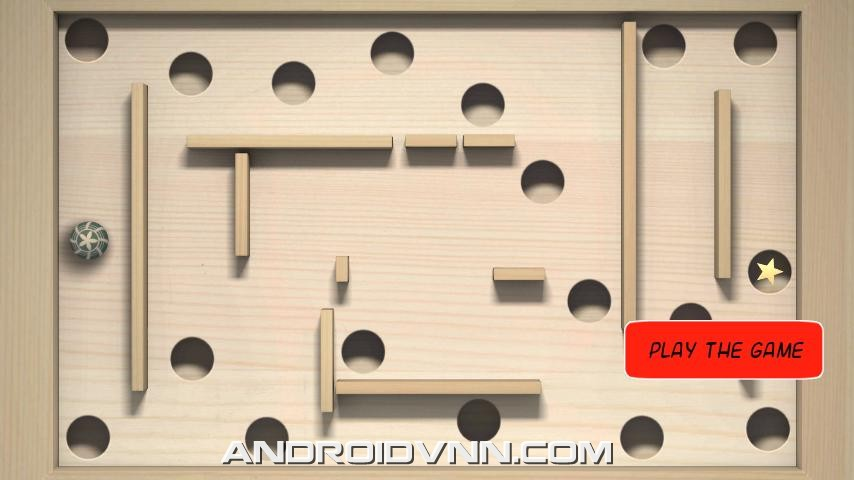 PLAY THE GAME
ANDROIDVNN.COM